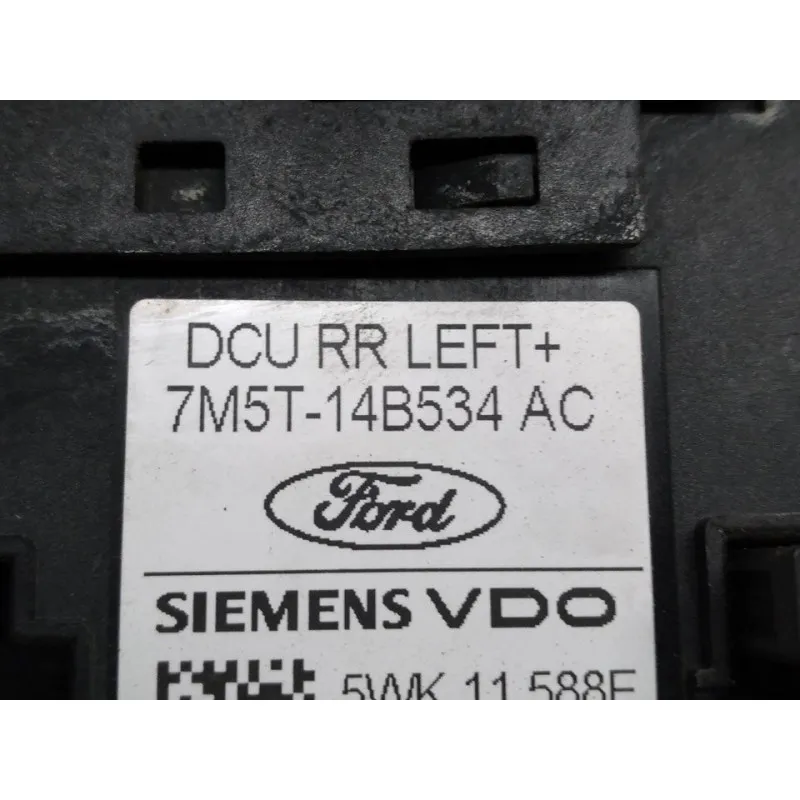 DCU RR LEFT+
7M5T-14B534 AC
Ford
SIEMENS VDO
5WK 11 588E